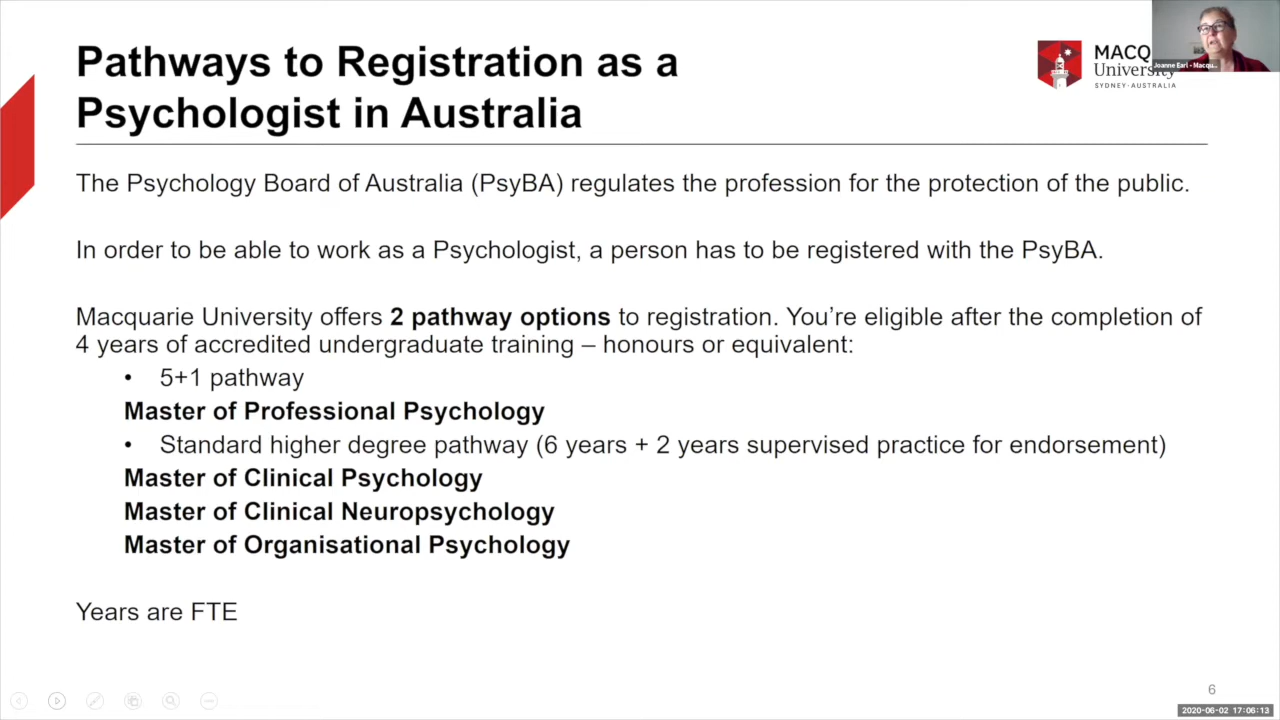 Pathways to Registration as a
Psychologist in Australia
MACQ
University
SYDNEY · AUSTRALIA
Joanne Earl - Macqu...
The Psychology Board of Australia (PsyBA) regulates the profession for the protection of the public.
In order to be able to work as a Psychologist, a person has to be registered with the PsyBA.
Macquarie University offers 2 pathway options to registration. You're eligible after the completion of
4 years of accredited undergraduate training – honours or equivalent:
• 5+1 pathway
Master of Professional Psychology
• Standard higher degree pathway (6 years + 2 years supervised practice for endorsement)
Master of Clinical Psychology
Master of Clinical Neuropsychology
Master of Organisational Psychology
Years are FTE
6
2020-06-02 17:06:13